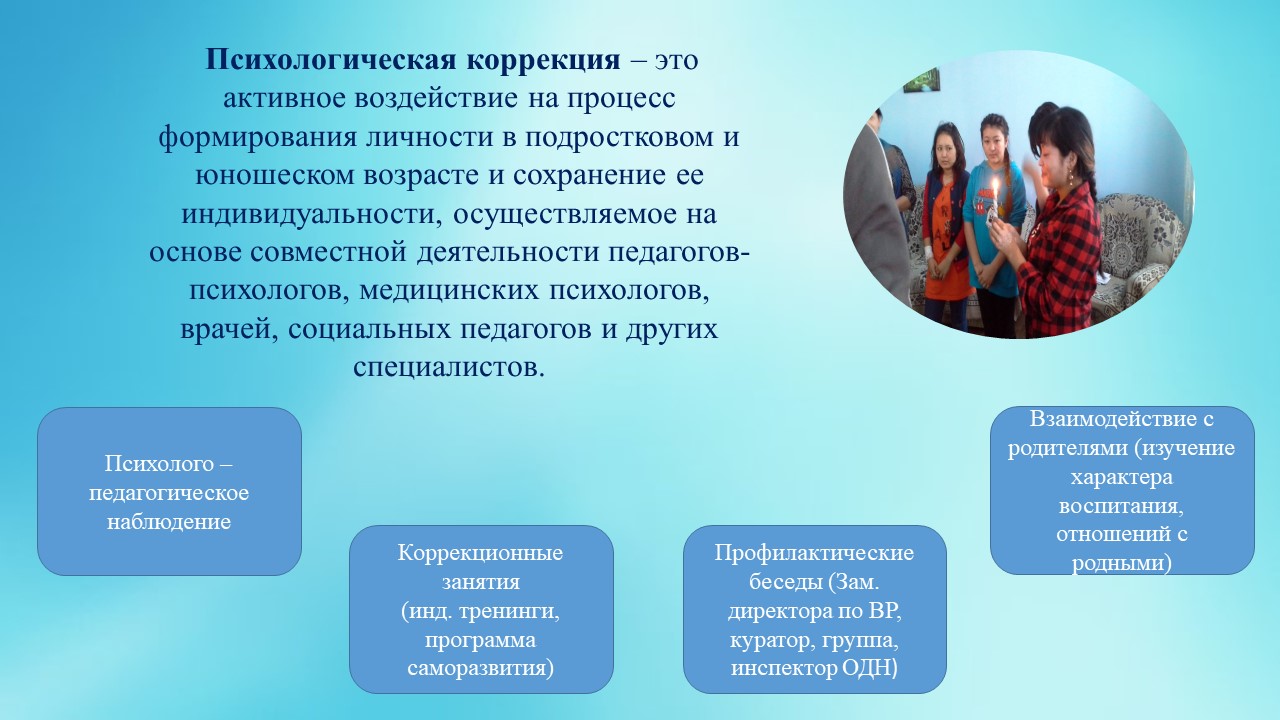 Психологическая коррекция – это
активное воздействие на процесс
формирования личности в подростковом и
юношеском возрасте и сохранение ее
индивидуальности, осуществляемое на
основе совместной деятельности педагогов-
психологов, медицинских психологов,
врачей, социальных педагогов и других
специалистов.
Психолого –
педагогическое
наблюдение
Коррекционные
занятия
(инд. тренинги,
программа
саморазвития)
Профилактические
беседы (Зам.
директора по ВР,
куратор, группа,
инспектор ОДН)
Взаимодействие с
родителями (изучение
характера
воспитания,
отношений с
родными)